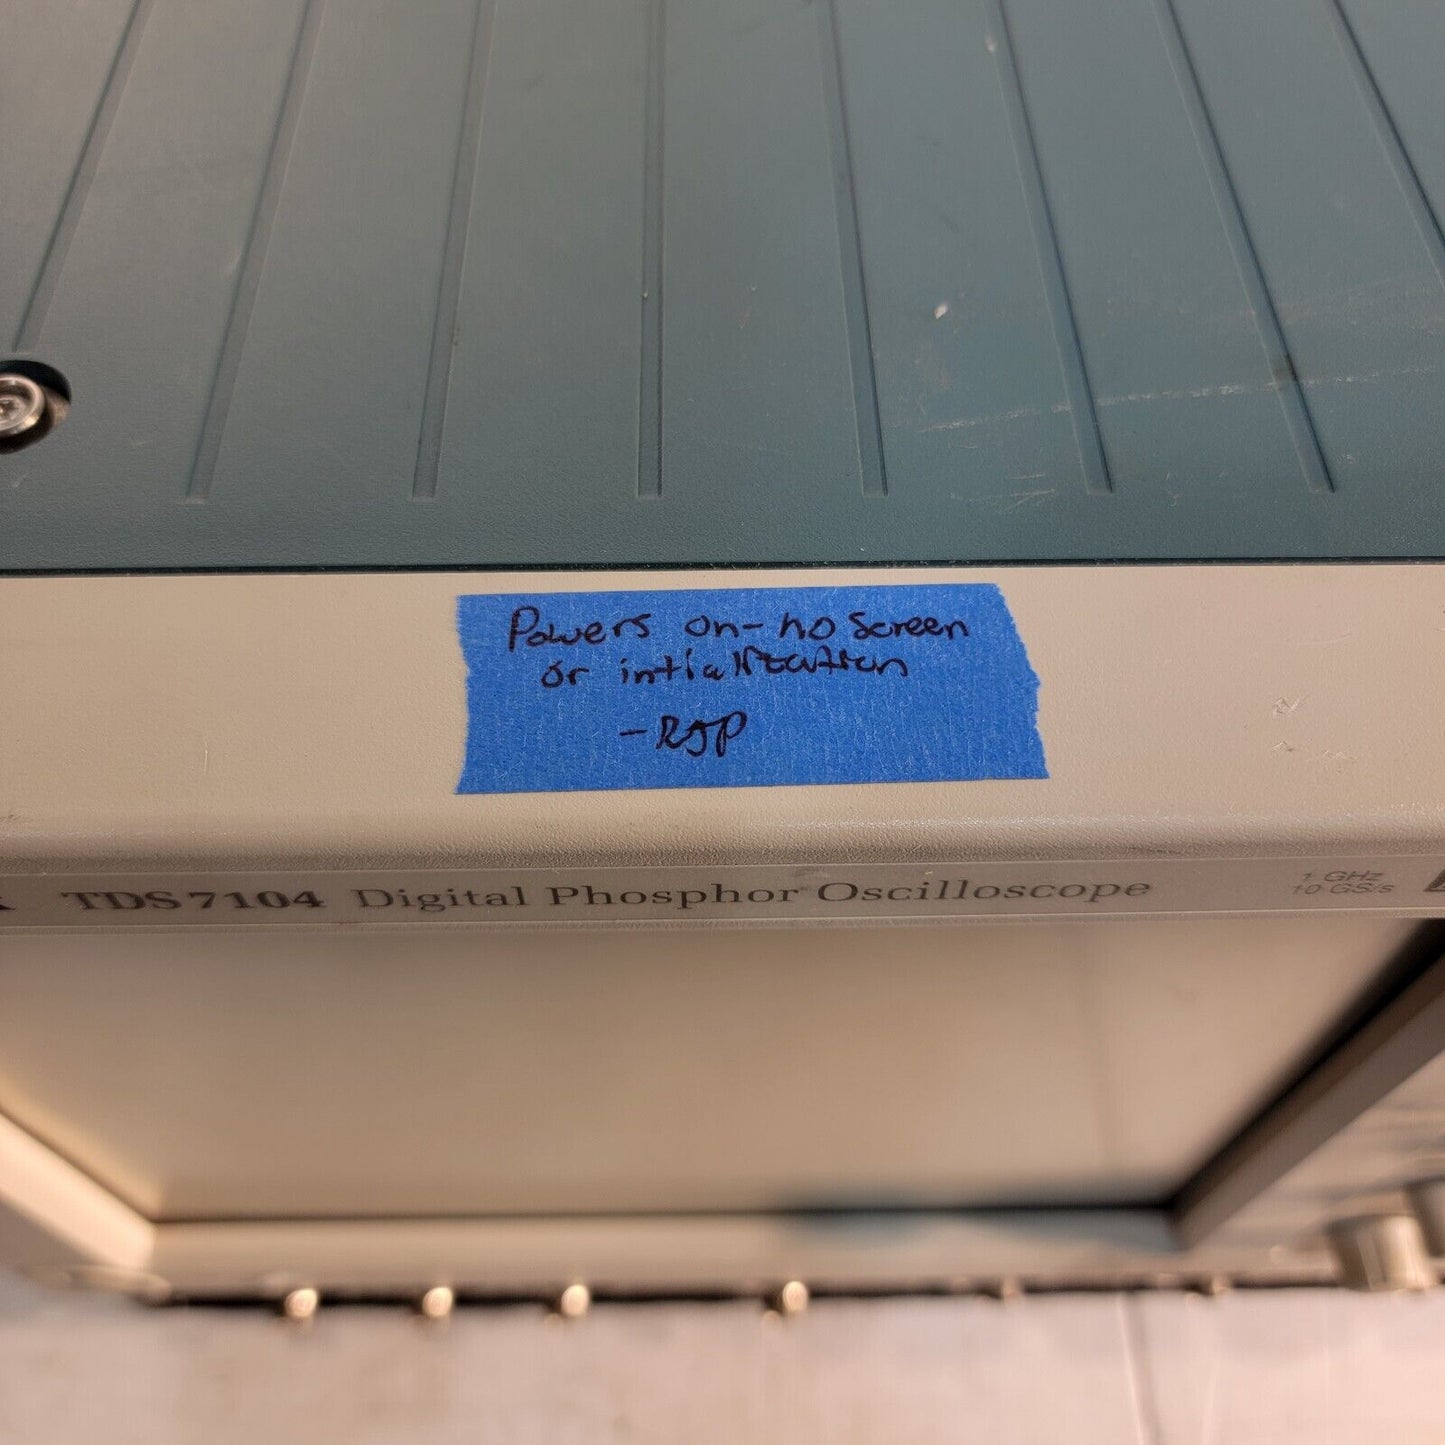 Powers on - no Screen
or intialization
- RJP
TDS7104 Digital Phosphor Oscilloscope
1 GHz
10 GS/s